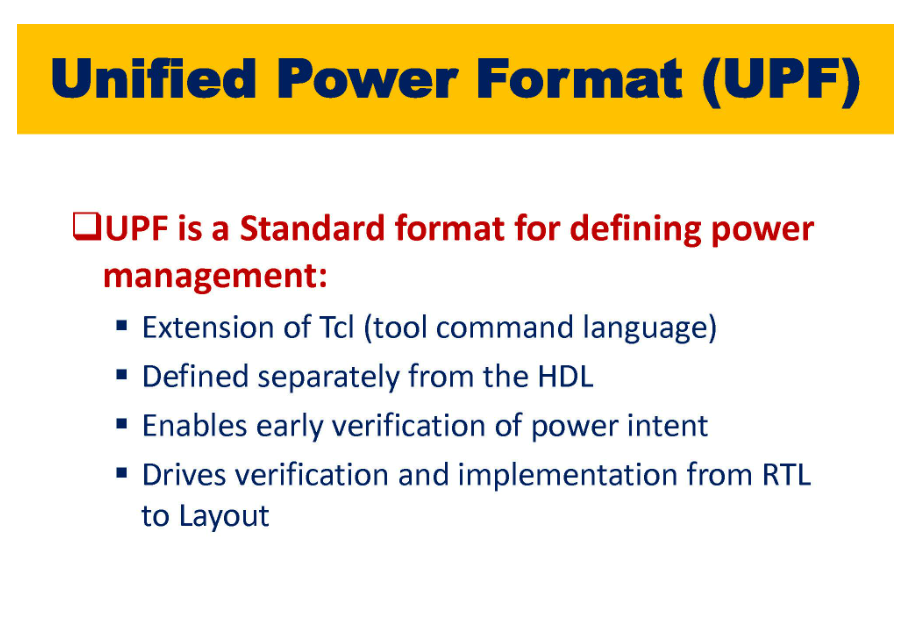 Unified Power Format (UPF)
❑UPF is a Standard format for defining power
management:
▪ Extension of Tcl (tool command language)
▪ Defined separately from the HDL
▪ Enables early verification of power intent
▪ Drives verification and implementation from RTL
to Layout